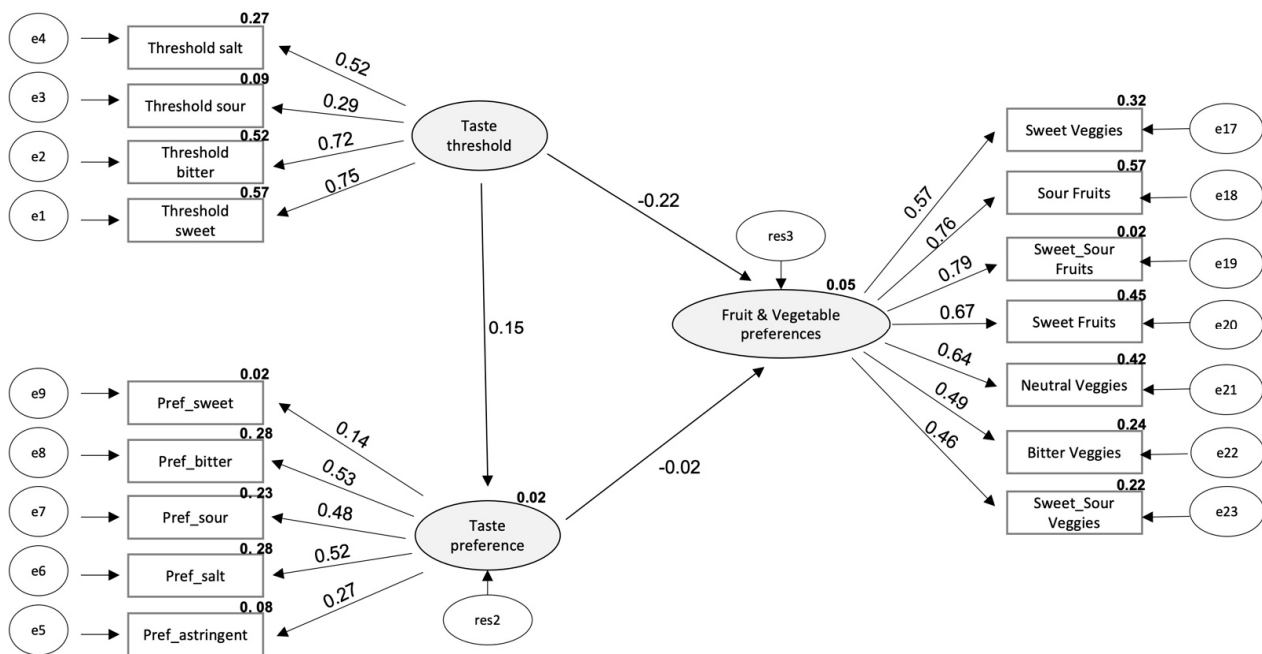 e4
0.27
Threshold salt
0.52
e3
0.09
Threshold sour
0.29
e2
0.52
Threshold
bitter
0.72
e1
0.57
Threshold
sweet
0.75
Taste
threshold
-0.22
0.15
res3
0.05
Fruit & Vegetable
preferences
0.57
0.76
0.79
0.67
0.64
0.49
0.46
0.32
Sweet Veggies
e17
0.57
Sour Fruits
e18
0.02
Sweet_Sour
Fruits
e19
0.45
Sweet Fruits
e20
0.42
Neutral Veggies
e21
0.24
Bitter Veggies
e22
0.22
Sweet_Sour
Veggies
e23
e9
0.02
Pref_sweet
0.14
e8
0. 28
Pref_bitter
0.53
e7
0. 23
Pref_sour
0.48
e6
0. 28
Pref_salt
0.52
e5
0. 08
Pref_astringent
0.27
0.02
Taste
preference
-0.02
res2